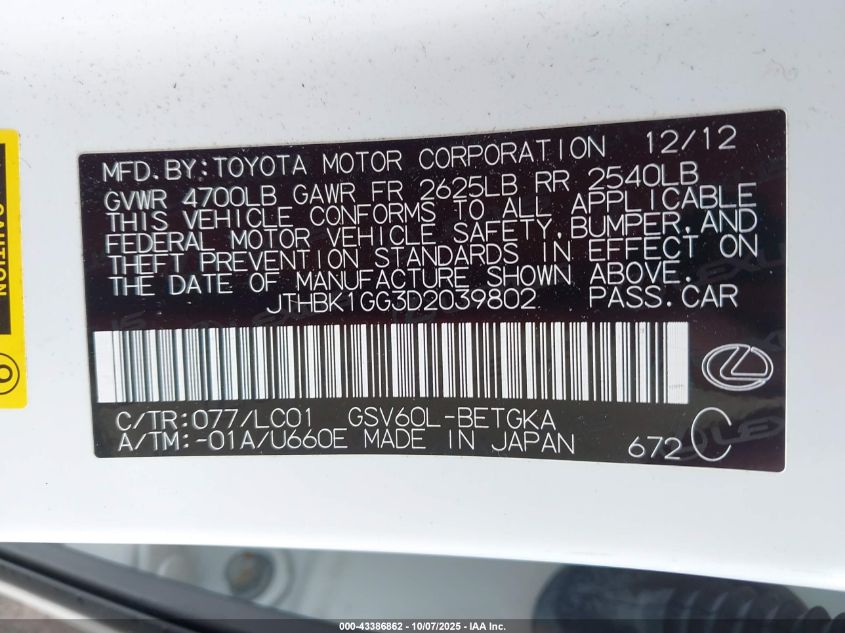 MFD.BY:TOYOTA MOTOR CORPORATION 12/12
GVWR 4700LB GAWR FR 2625LB RR 2540LB
THIS VEHICLE CONFORMS TO ALL APPLICABLE
FEDERAL MOTOR VEHICLE SAFETY,BUMPER,AND
THEFT PREVENTION STANDARDS IN EFFECT ON
THE DATE OF MANUFACTURE SHOWN ABOVE.
JTHBK1GG3D2039802 PASS.CAR
C/TR:077/LC01 GSV60L-BETGKA
A/TM:-01A/U660E MADE IN JAPAN 672 C
CAUTION
000-43386862 - 10/07/2025 - IAA Inc.